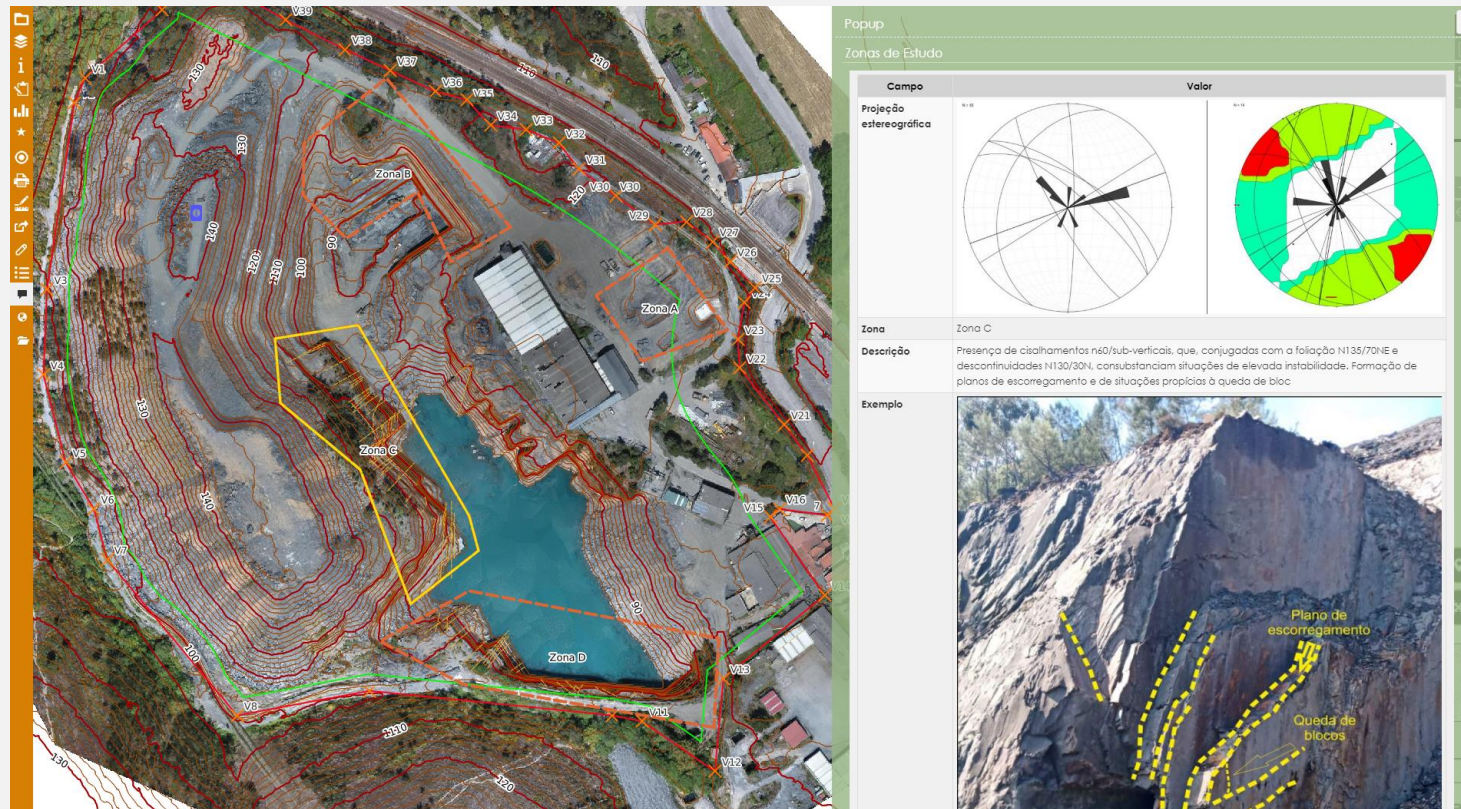 Popup
Zonas de Estudo
Campo
Valor
Projeção
estereográfica
Zona
Zona C
Descrição
Presença de cisalhamentos n60/sub-verticais, que, conjugadas com a foliação N135/70NE e
descontinuidades N130/30N, consubstanciam situações de elevada instabilidade. Formação de
planos de escorregamento e de situações propícias à queda de bloc
Exemplo
Plano de
escorregamento
Queda de
blocos
V39
V38
V37
V1
V36
V35
V34
V33
V32
V31
V30
V30
V29
V28
V27
V26
V25
V24
V23
V22
V21
V3
V4
V5
V6
V7
V8
V16
7
V15
V13
V11
V12
Zona B
Zona A
Zona C
Zona D
130
110
110
130
120
140
90
120
1110
100
130
140
90
100
1110
120
130